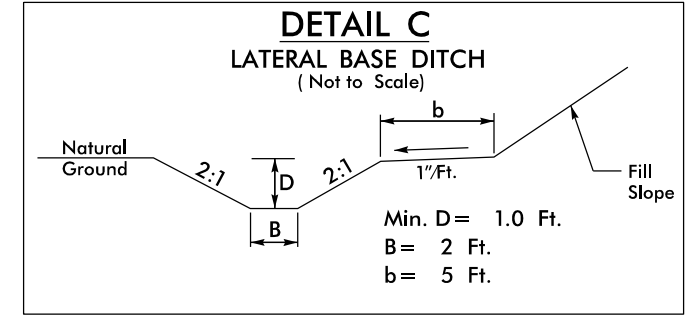 DETAIL C
LATERAL BASE DITCH
( Not to Scale)
b
Natural
Ground
2:1
D
2:1
1"/Ft.
Fill
Slope
B
Min. D= 1.0 Ft.
B= 2 Ft.
b= 5 Ft.